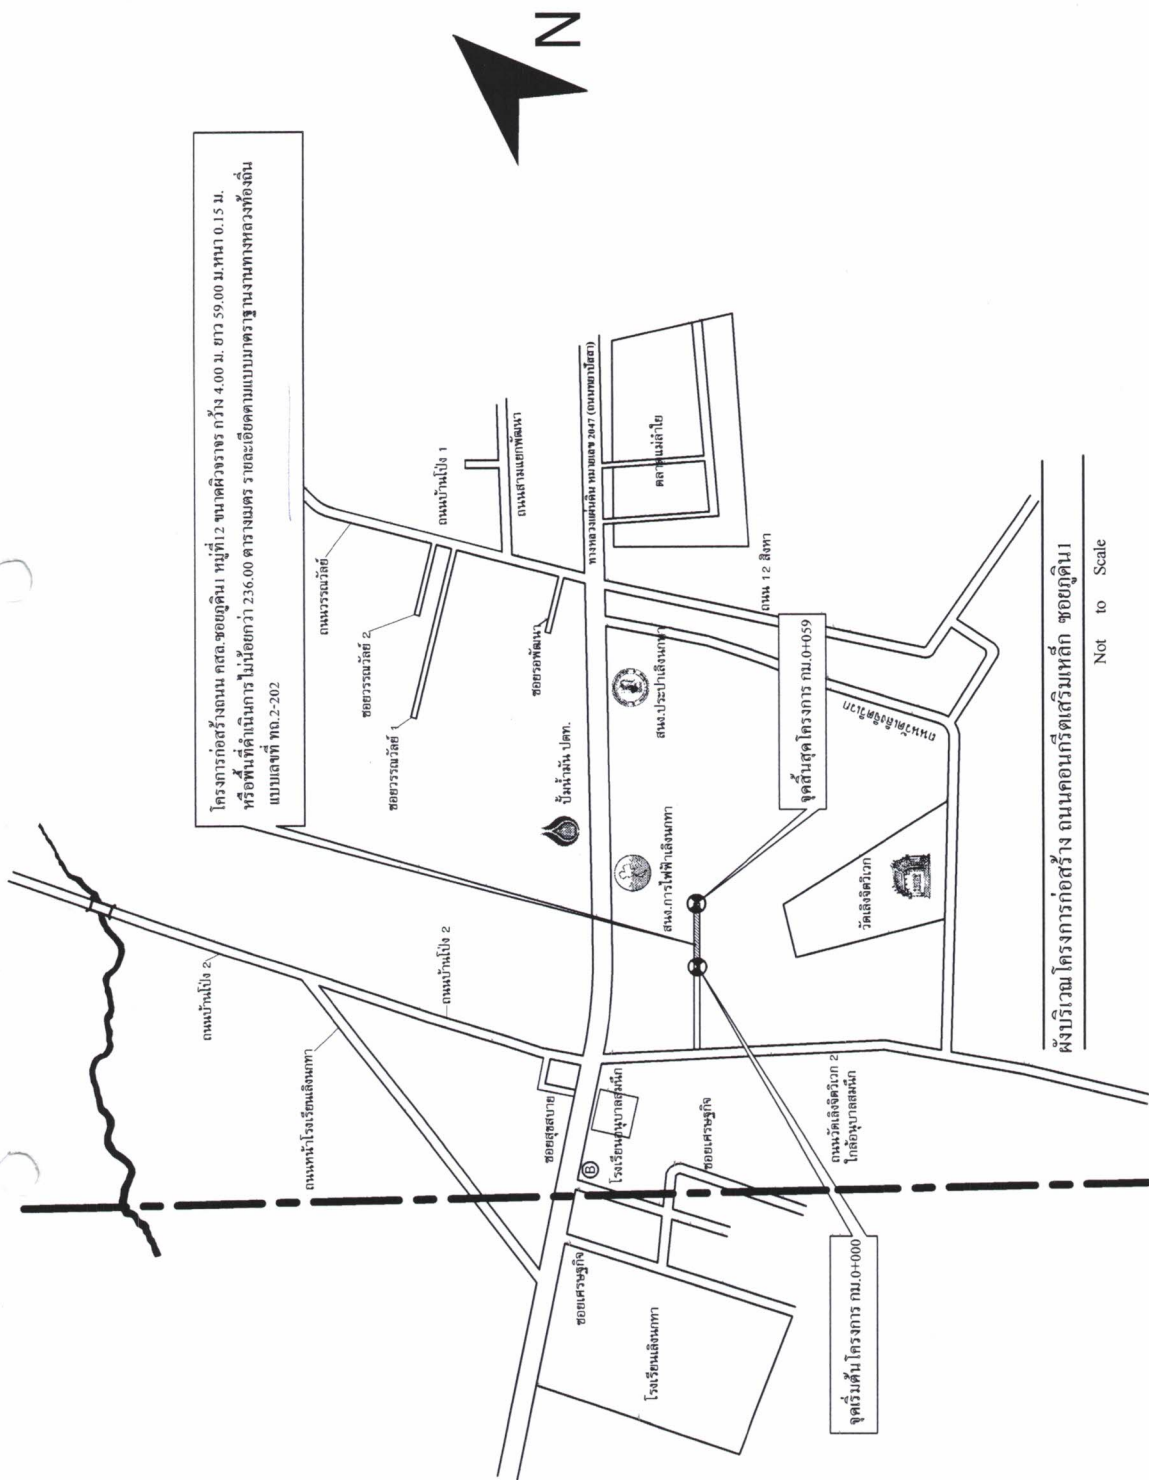 โครงการก่อสร้างถนน คสล.ซอยภูดิน1 หมู่ที่12 ขนาดผิวจราจร กว้าง 4.00 ม. ยาว 59.00 ม.หนา 0.15 ม.
หรือพื้นที่ดำเนินการไม่น้อยกว่า 236.00 ตารางเมตร รายละเอียดตามแบบมาตราฐานงานทางหลวงท้องถิ่น
แบบเลขที่ ทถ.2-202
N
ถนนบ้านโป่ง 2
ถนนวรรณวัลย์
ซอยวรรณวัลย์ 2
ซอยวรรณวัลย์ 1
ถนนบ้านโป่ง 1
ถนนสามแยกพัฒนา
ถนนหน้าโรงเรียนเลิงนกทา
ถนนบ้านโป่ง 2
ซอยรอพัฒนา
ปั๊มน้ำมัน ปตท.
ซอยสุขสบาย
ทางหลวงแผ่นดิน หมายเลข 2047 (ถนนหยาปัสสา)
ซอยเศรษฐกิจ
B
โรงเรียนอนุบาลสมนึก
สนง.การไฟฟ้าเลิงนกทา
สนง.ประปาเลิงนกทา
ตลาดแม่ลำใย
โรงเรียนเลิงนกทา
ซอยเศรษฐกิจ
ถนน 12 สิงหา
จุดสิ้นสุดโครงการ กม.0+059
ถนนวัดเลิงจิตวิเวก 2
ใกล้อนุบาลสมนึก
วัดเลิงจิตวิเวก
ถนนวัดเลิงจิตวิเวก
จุดเริ่มต้นโครงการ กม.0+000
ผังบริเวณโครงการก่อสร้าง ถนนคอนกรีตเสริมเหล็ก ซอยภูดิน1
Not to Scale